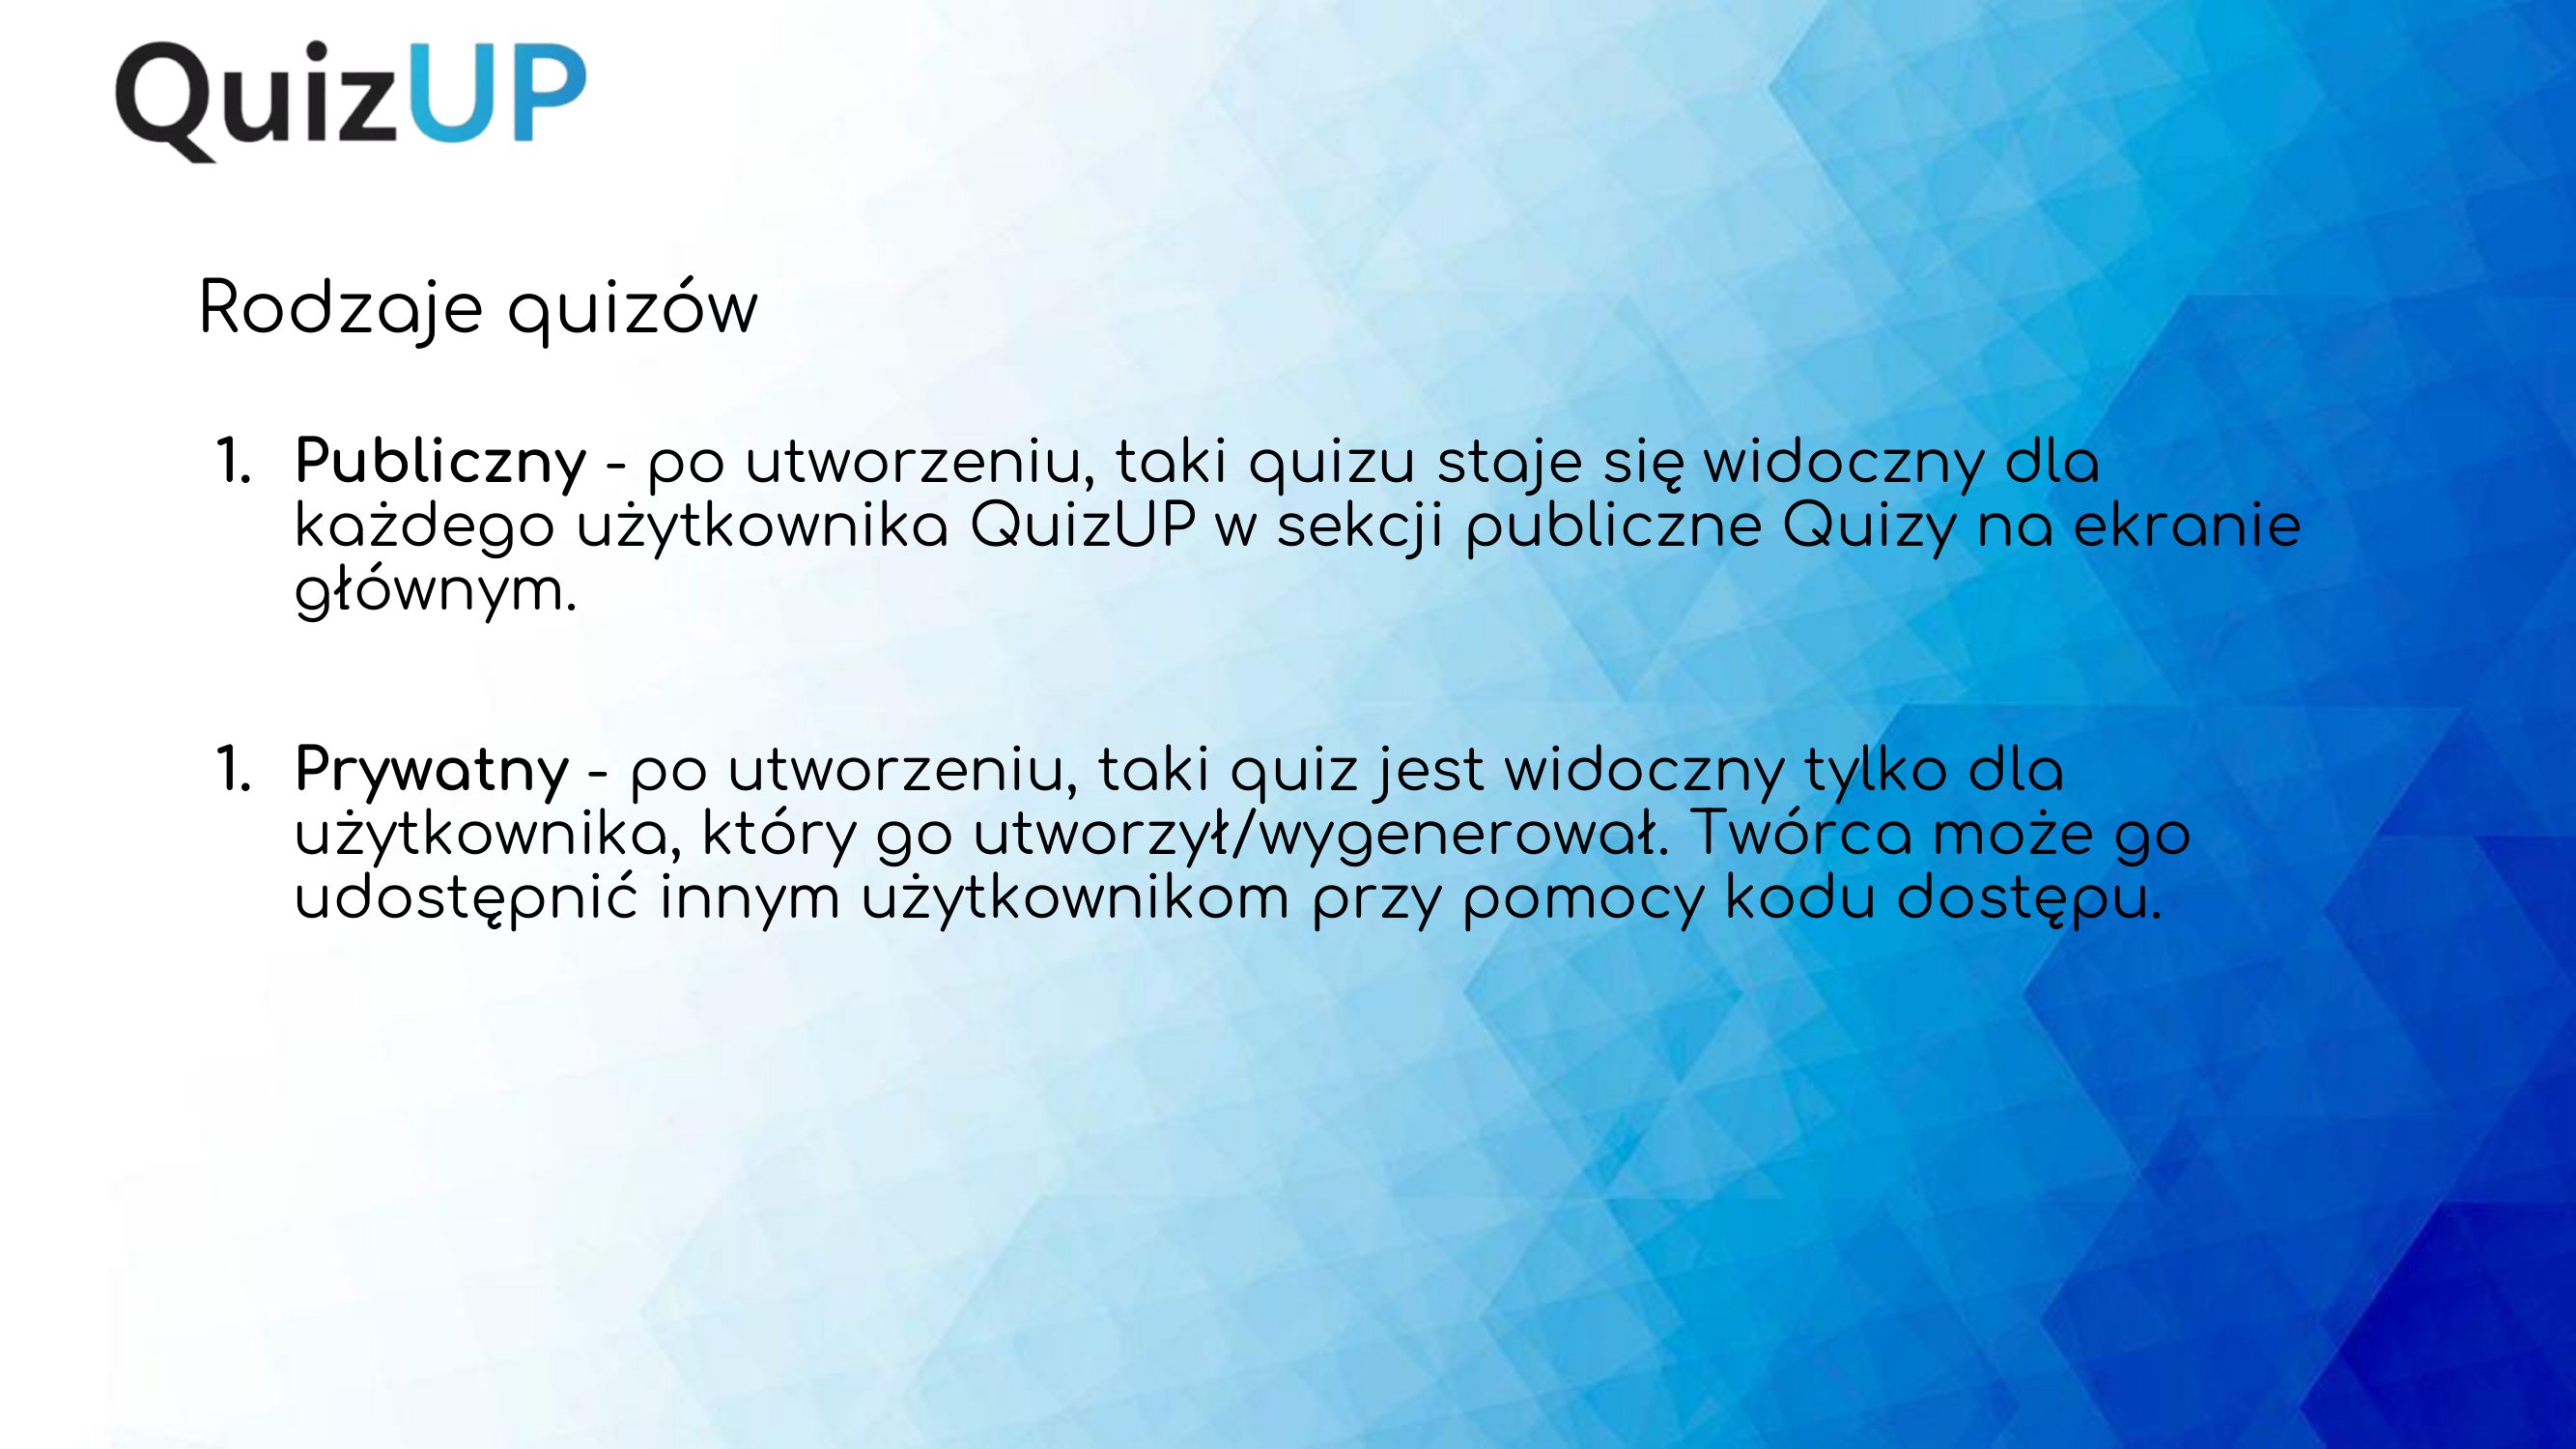 QuizUP
Rodzaje quizów
1. Publiczny - po utworzeniu, taki quizu staje się widoczny dla
każdego użytkownika QuizUP w sekcji publiczne Quizy na ekranie
głównym.
1. Prywatny - po utworzeniu, taki quiz jest widoczny tylko dla
użytkownika, który go utworzył/wygenerował. Twórca może go
udostępnić innym użytkownikom przy pomocy kodu dostępu.